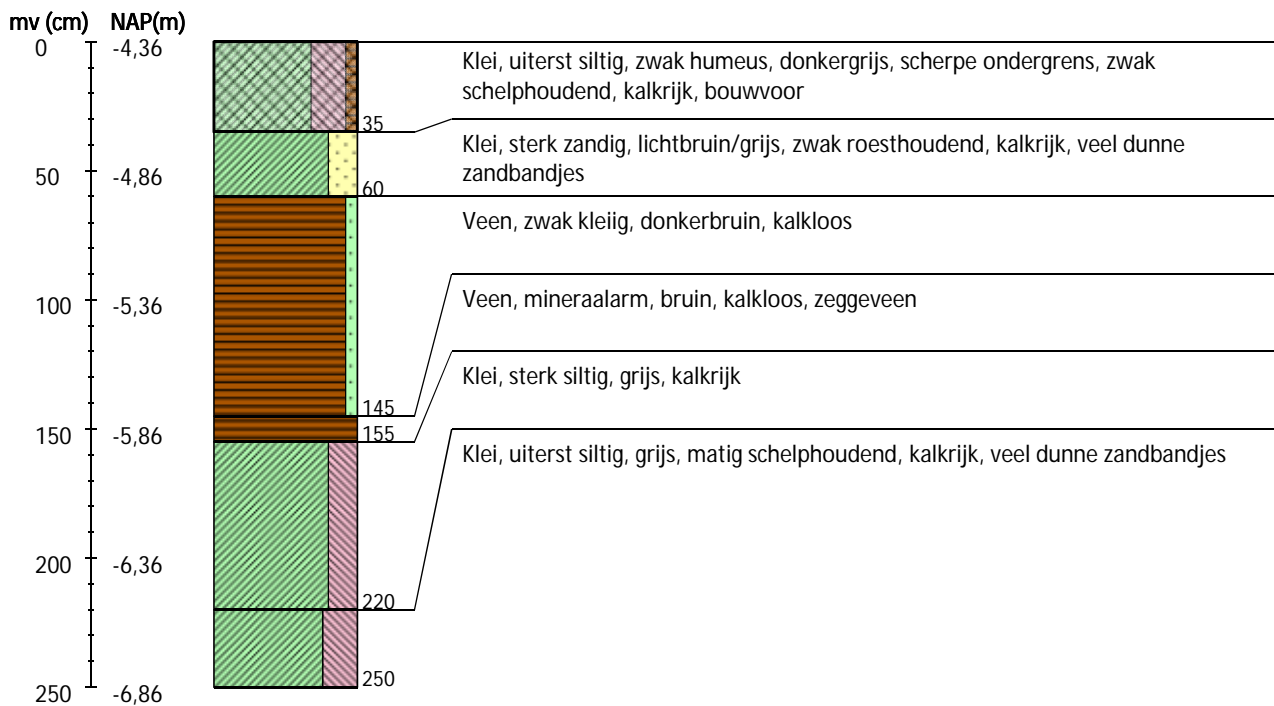 mv (cm) NAP(m)
0 -4,36
Klei, uiterst siltig, zwak humeus, donkergrijs, scherpe ondergrens, zwak
schelphoudend, kalkrijk, bouwvoor
35
Klei, sterk zandig, lichtbruin/grijs, zwak roesthoudend, kalkrijk, veel dunne
zandbandjes
50 -4,86
60
Veen, zwak kleiig, donkerbruin, kalkloos
100 -5,36
Veen, mineraalarm, bruin, kalkloos, zeggeveen
Klei, sterk siltig, grijs, kalkrijk
145
150 -5,86
155
Klei, uiterst siltig, grijs, matig schelphoudend, kalkrijk, veel dunne zandbandjes
200 -6,36
220
250
250 -6,86